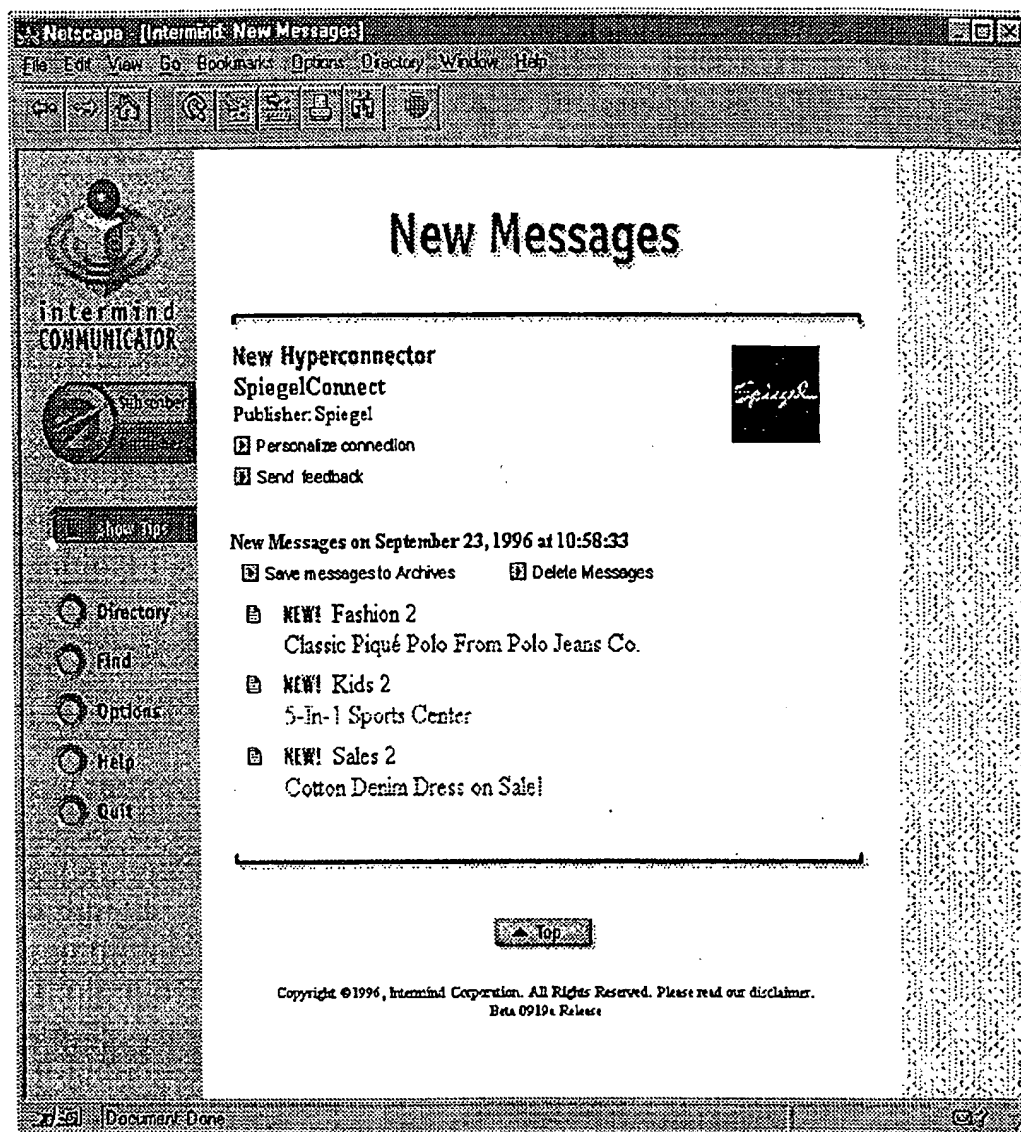 Netscape - [Intermind: New Messages]
File Edit View Go Bookmarks Options Directory Window Help
intermind
COMMUNICATOR
Subscriber
Show Tips
Directory
Find
Options
Help
Quit
New Messages
New Hyperconnector
SpiegelConnect
Publisher: Spiegel
Personalize connection
Send feedback
Spiegel
New Messages on September 23, 1996 at 10:58:33
Save messages to Archives Delete Messages
NEW! Fashion 2
Classic Piqué Polo From Polo Jeans Co.
NEW! Kids 2
5-In-1 Sports Center
NEW! Sales 2
Cotton Denim Dress on Sale!
Top
Copyright ©1996, Intermind Corporation. All Rights Reserved. Please read our disclaimer.
Beta 0919a Release
Document: Done